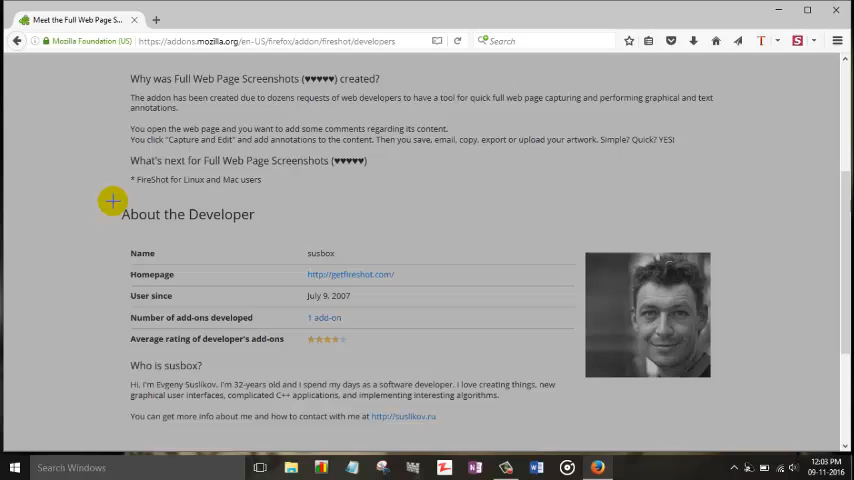 Meet the Full Web Page S...
Mozilla Foundation (US)
https://addons.mozilla.org/en-US/firefox/addon/fireshot/developers
Search
Why was Full Web Page Screenshots (♥♥♥♥♥) created?
The addon has been created due to dozens requests of web developers to have a tool for quick full web page capturing and performing graphical and text
annotations.
You open the web page and you want to add some comments regarding its content.
You click "Capture and Edit" and add annotations to the content. Then you save, email, copy, export or upload your artwork. Simple? Quick? YES!
What's next for Full Web Page Screenshots (♥♥♥♥♥)
* FireShot for Linux and Mac users
About the Developer
Name susbox
Homepage http://getfireshot.com/
User since July 9, 2007
Number of add-ons developed 1 add-on
Average rating of developer's add-ons
Who is susbox?
Hi, I'm Evgeny Suslikov. I'm 32-years old and I spend my days as a software developer. I love creating things, new
graphical user interfaces, complicated C++ applications, and implementing interesting algorithms.
You can get more info about me and how to contact with me at http://suslikov.ru
Search Windows
12:03 PM
09-11-2016